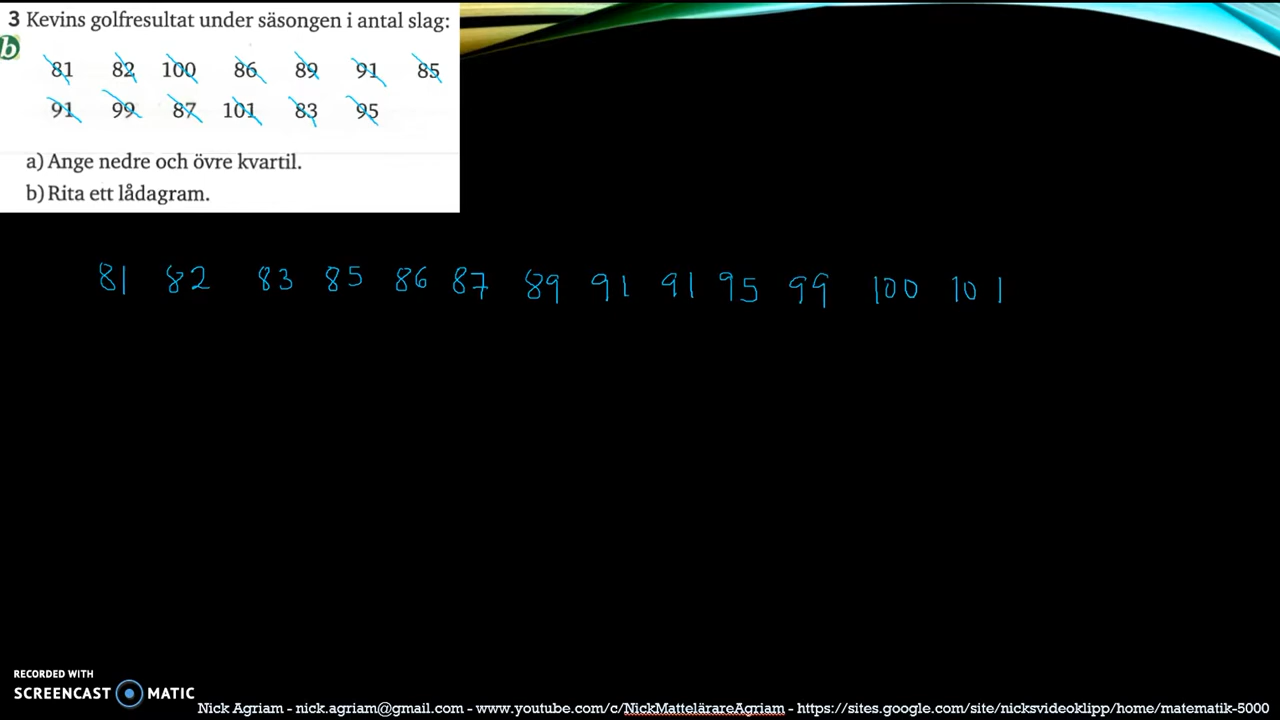 3 Kevins golfresultat under säsongen i antal slag:
b
81 82 100 86 89 91 85
91 99 87 101 83 95
a) Ange nedre och övre kvartil.
b) Rita ett lådagram.
81 82 83 85 86 87 89 91 91 95 99 100 101
RECORDED WITH
SCREENCAST MATIC
Nick Agriam - nick.agriam@gmail.com - www.youtube.com/c/NickMattelärareAgriam - https://sites.google.com/site/nicksvideoklipp/home/matematik-5000